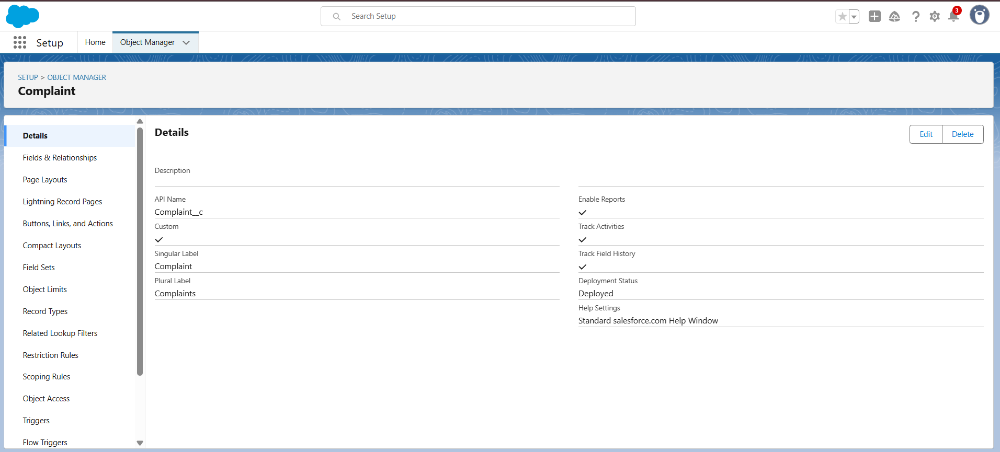 Search Setup
3
Setup
Home
Object Manager
SETUP > OBJECT MANAGER
Complaint
Details
Fields & Relationships
Page Layouts
Lightning Record Pages
Buttons, Links, and Actions
Compact Layouts
Field Sets
Object Limits
Record Types
Related Lookup Filters
Restriction Rules
Scoping Rules
Object Access
Triggers
Flow Triggers
Details
Edit
Delete
Description
API Name
Complaint__c
Custom
Singular Label
Complaint
Plural Label
Complaints
Enable Reports
Track Activities
Track Field History
Deployment Status
Deployed
Help Settings
Standard salesforce.com Help Window